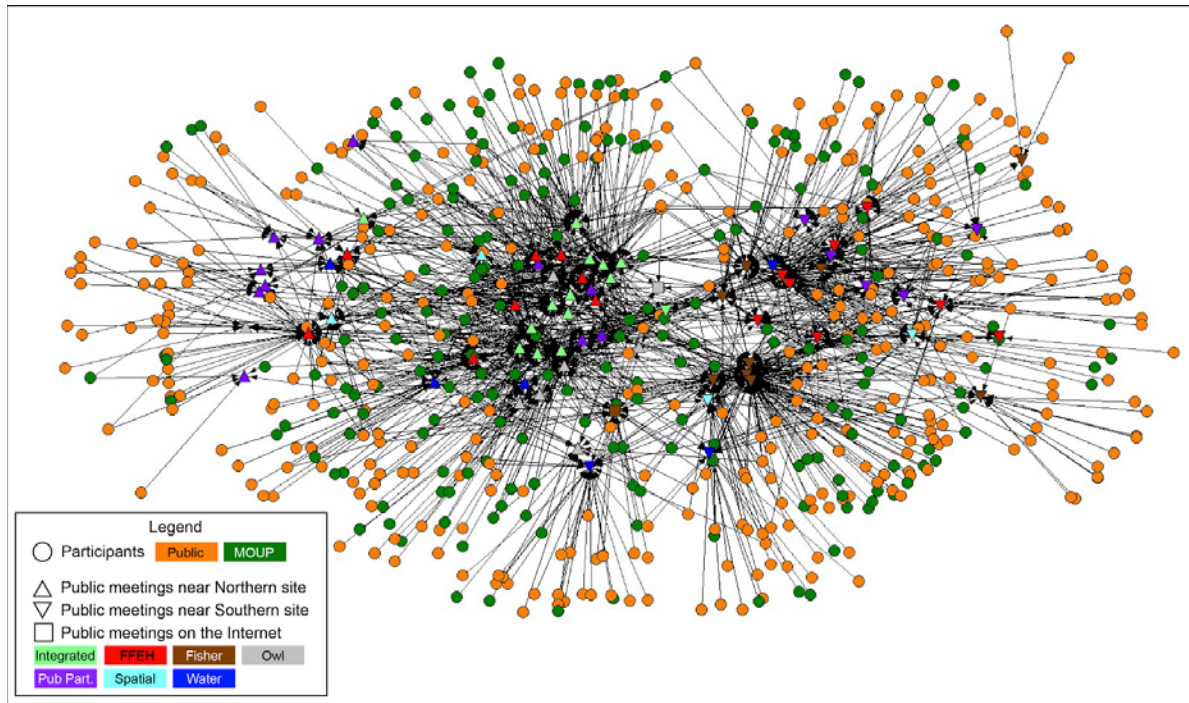 Legend
Participants Public MOUP
Public meetings near Northern site
Public meetings near Southern site
Public meetings on the Internet
Integrated FFEH Fisher Owl
Pub Part. Spatial Water